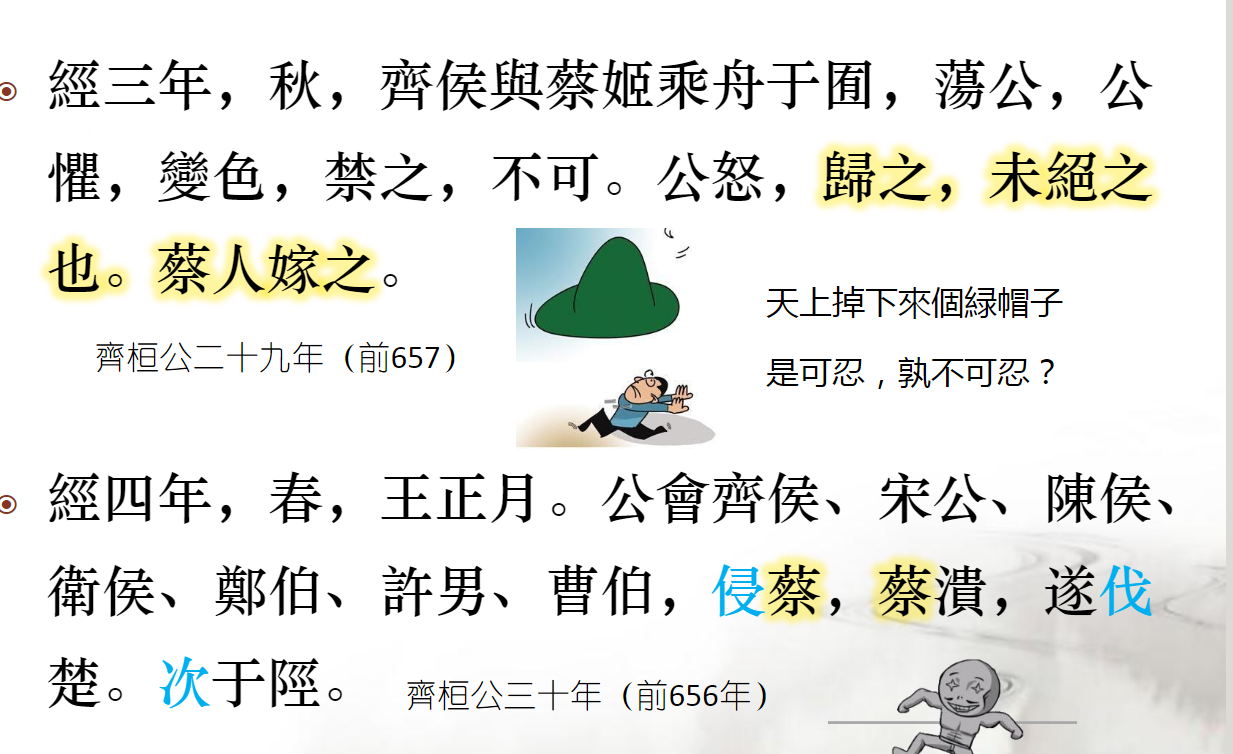 經三年，秋，齊侯與蔡姬乘舟于囿，蕩公，公
懼，變色，禁之，不可。公怒，歸之，未絕之
也。蔡人嫁之。
齊桓公二十九年（前657）
天上掉下來個緑帽子
是可忍，孰不可忍？
經四年，春，王正月。公會齊侯、宋公、陳侯、
衛侯、鄭伯、許男、曹伯，侵蔡，蔡潰，遂伐
楚。次于陘。
齊桓公三十年（前656年）